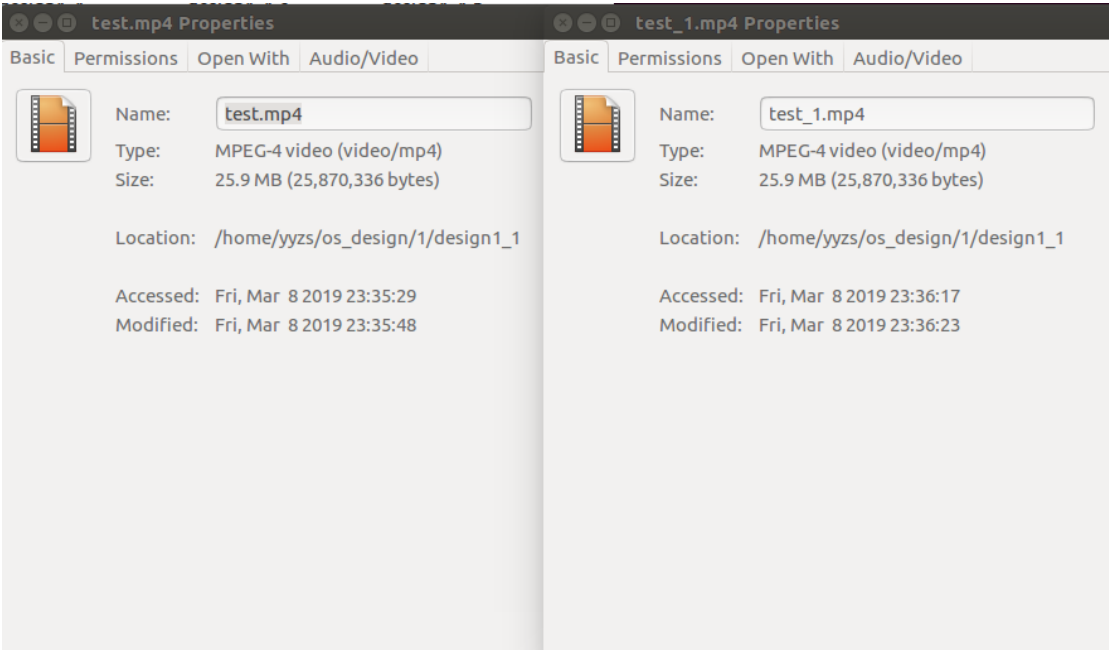 test.mp4 Properties
Basic Permissions Open With Audio/Video
Name: test.mp4
Type: MPEG-4 video (video/mp4)
Size: 25.9 MB (25,870,336 bytes)
Location: /home/yyzs/os_design/1/design1_1
Accessed: Fri, Mar 8 2019 23:35:29
Modified: Fri, Mar 8 2019 23:35:48
test_1.mp4 Properties
Basic Permissions Open With Audio/Video
Name: test_1.mp4
Type: MPEG-4 video (video/mp4)
Size: 25.9 MB (25,870,336 bytes)
Location: /home/yyzs/os_design/1/design1_1
Accessed: Fri, Mar 8 2019 23:36:17
Modified: Fri, Mar 8 2019 23:36:23